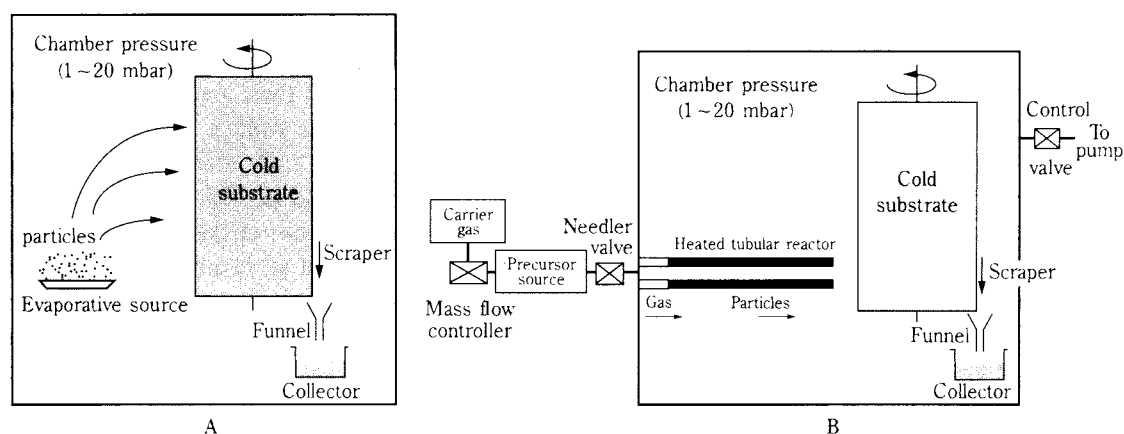 Chamber pressure
(1~20 mbar)
Cold
substrate
particles
Evaporative source
Scraper
Funnel
Collector
A
Chamber pressure
(1~20 mbar)
Cold
substrate
Control
valve
To
pump
Carrier
gas
Needler
valve
Precursor
source
Mass flow
controller
Heated tubular reactor
Gas
Particles
Scraper
Funnel
Collector
B